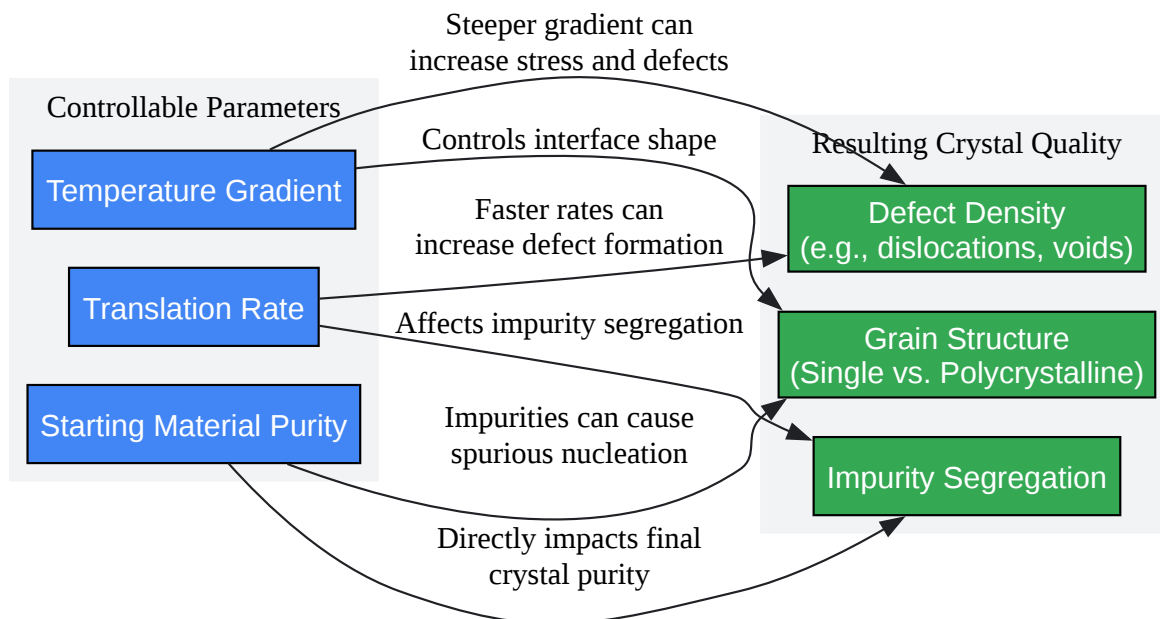 Steeper gradient can
increase stress and defects
Controllable Parameters
Controls interface shape
Resulting Crystal Quality
Temperature Gradient
Faster rates can
increase defect formation
Defect Density
(e.g., dislocations, voids)
Translation Rate
Affects impurity segregation
Grain Structure
(Single vs. Polycrystalline)
Starting Material Purity
Impurities can cause
spurious nucleation
Impurity Segregation
Directly impacts final
crystal purity